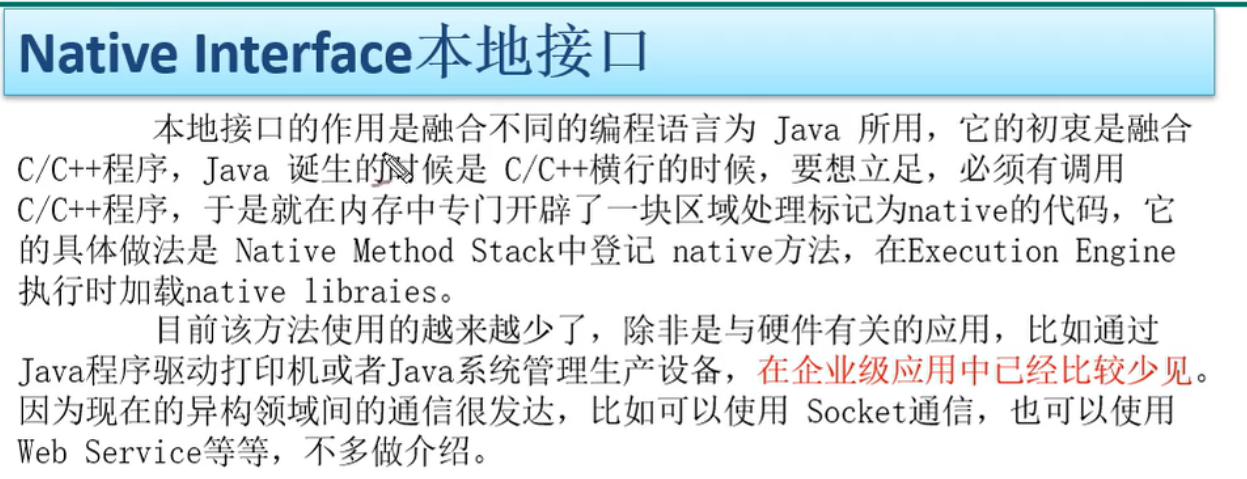 Native Interface本地接口
本地接口的作用是融合不同的编程语言为 Java 所用，它的初衷是融合
C/C++程序，Java 诞生的时候是 C/C++横行的时候，要想立足，必须有调用
C/C++程序，于是就在内存中专门开辟了一块区域处理标记为native的代码，它
的具体做法是 Native Method Stack中登记 native方法，在Execution Engine
执行时加载native libraies。
目前该方法使用的越来越少了，除非是与硬件有关的应用，比如通过
Java程序驱动打印机或者Java系统管理生产设备，在企业级应用中已经比较少见。
因为现在的异构领域间的通信很发达，比如可以使用 Socket通信，也可以使用
Web Service等等，不多做介绍。